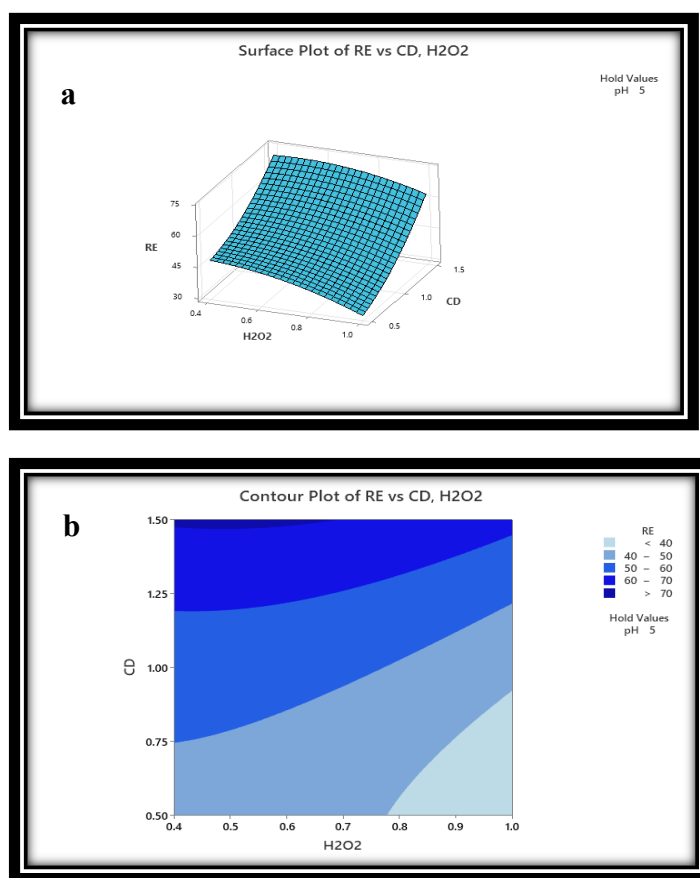 Surface Plot of RE vs CD, H2O2
a
Hold Values
pH 5
75
60
RE
45
30
0.4
0.6
0.8
1.0
H2O2
0.5
1.0
1.5
CD
Contour Plot of RE vs CD, H2O2
b
1.50
1.25
1.00
0.75
0.50
CD
0.4
0.5
0.6
0.7
0.8
0.9
1.0
H2O2
RE
< 40
40 – 50
50 – 60
60 – 70
> 70
Hold Values
pH 5